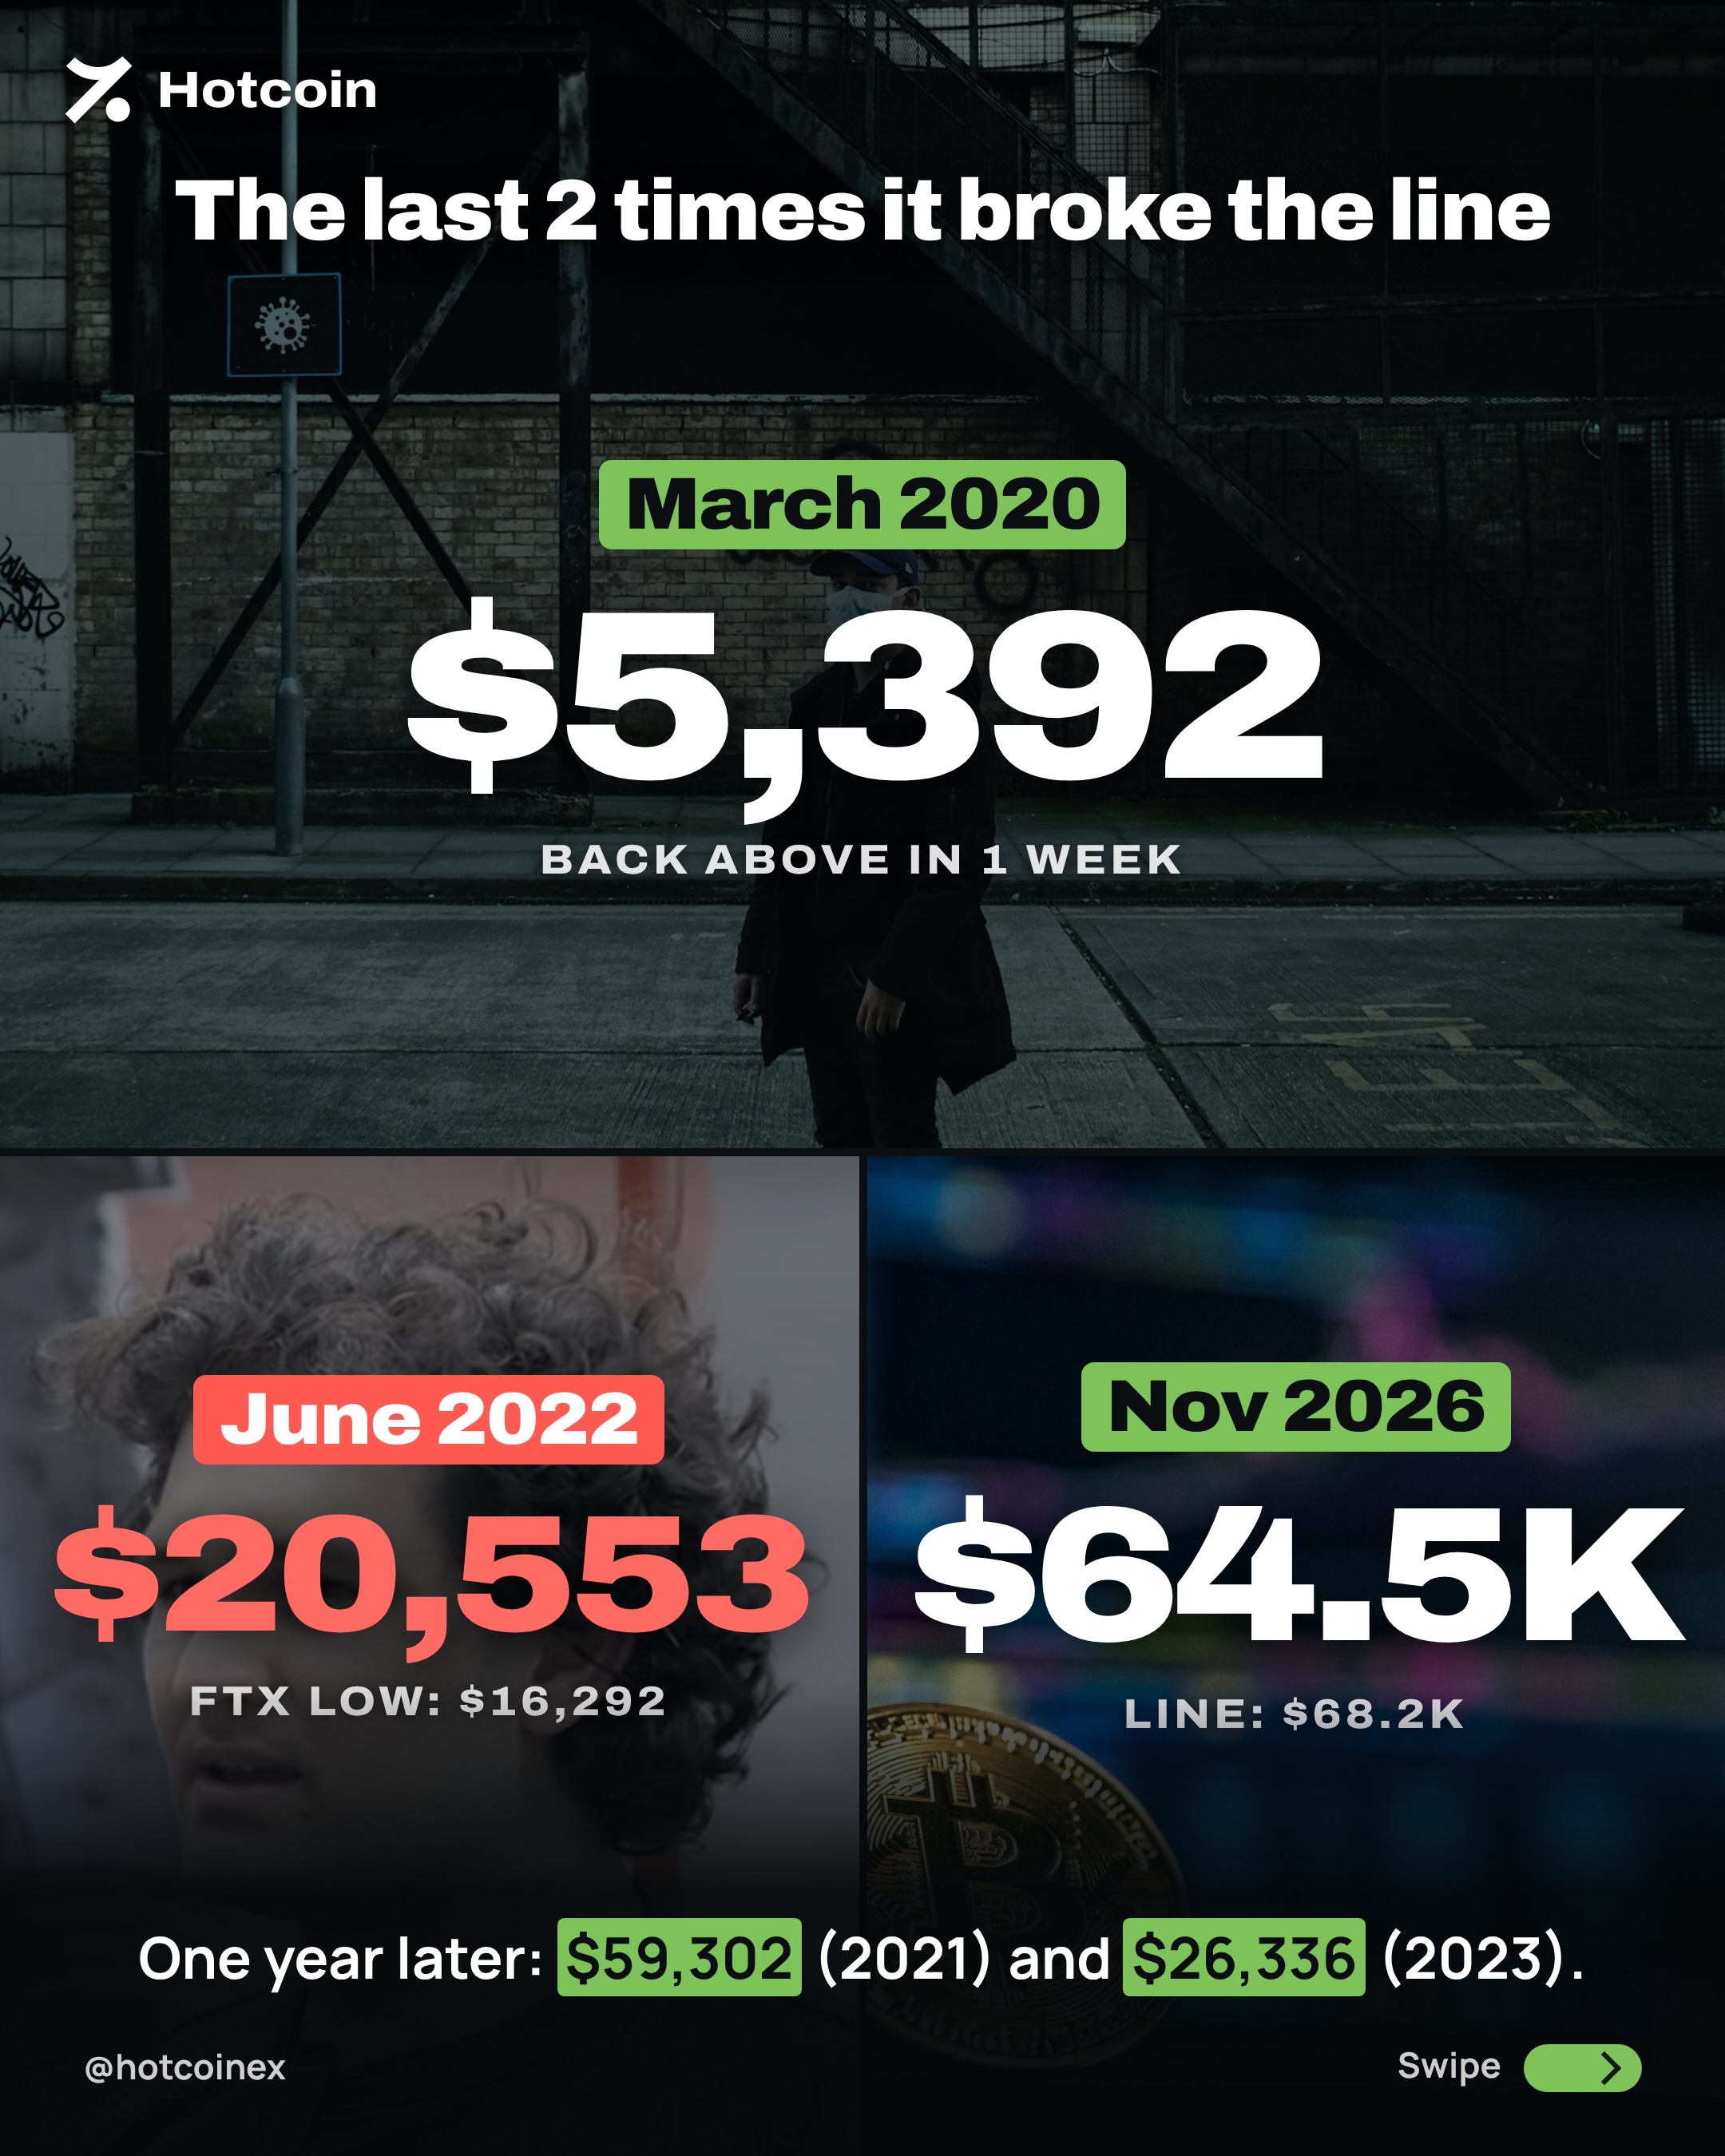 Hotcoin
The last 2 times it broke the line
March 2020
$5,392
BACK ABOVE IN 1 WEEK
June 2022
$20,553
FTX LOW: $16,292
Nov 2026
$64.5K
LINE: $68.2K
One year later: $59,302 (2021) and $26,336 (2023).
@hotcoinex
Swipe